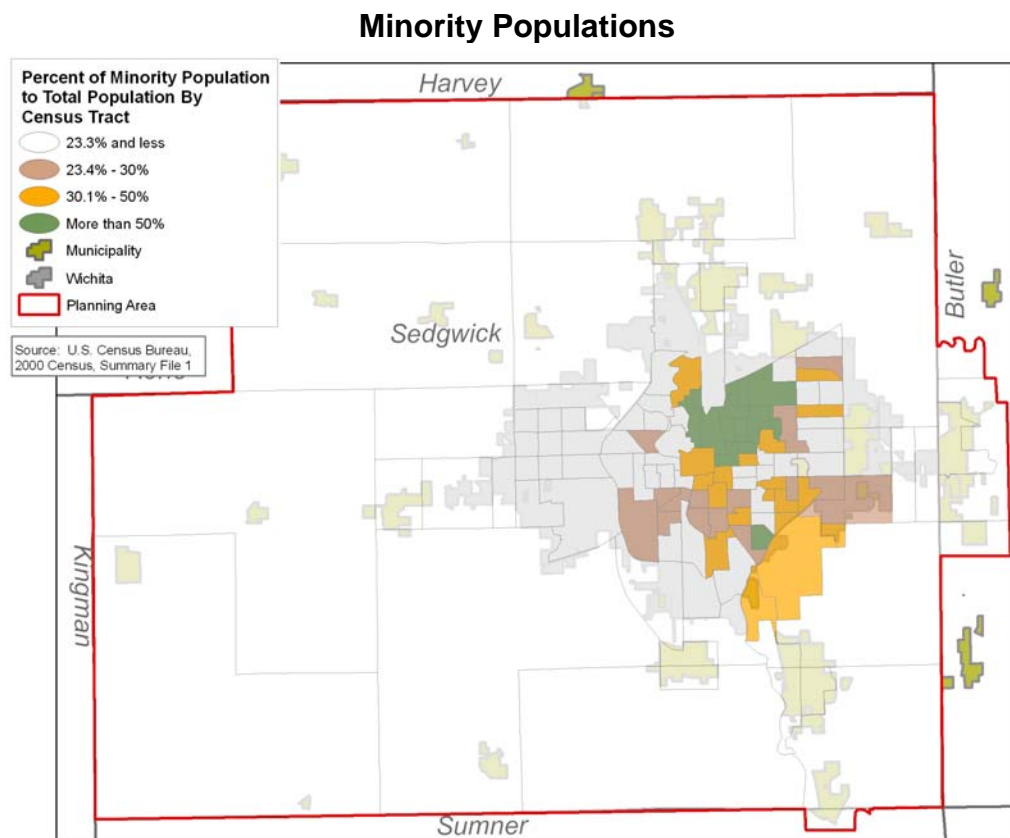 Minority Populations
Percent of Minority Population
to Total Population By
Census Tract
23.3% and less
23.4% - 30%
30.1% - 50%
More than 50%
Municipality
Wichita
Planning Area
Source: U.S. Census Bureau,
2000 Census, Summary File 1
Harvey
Butler
Sedgwick
Kingman
Sumner